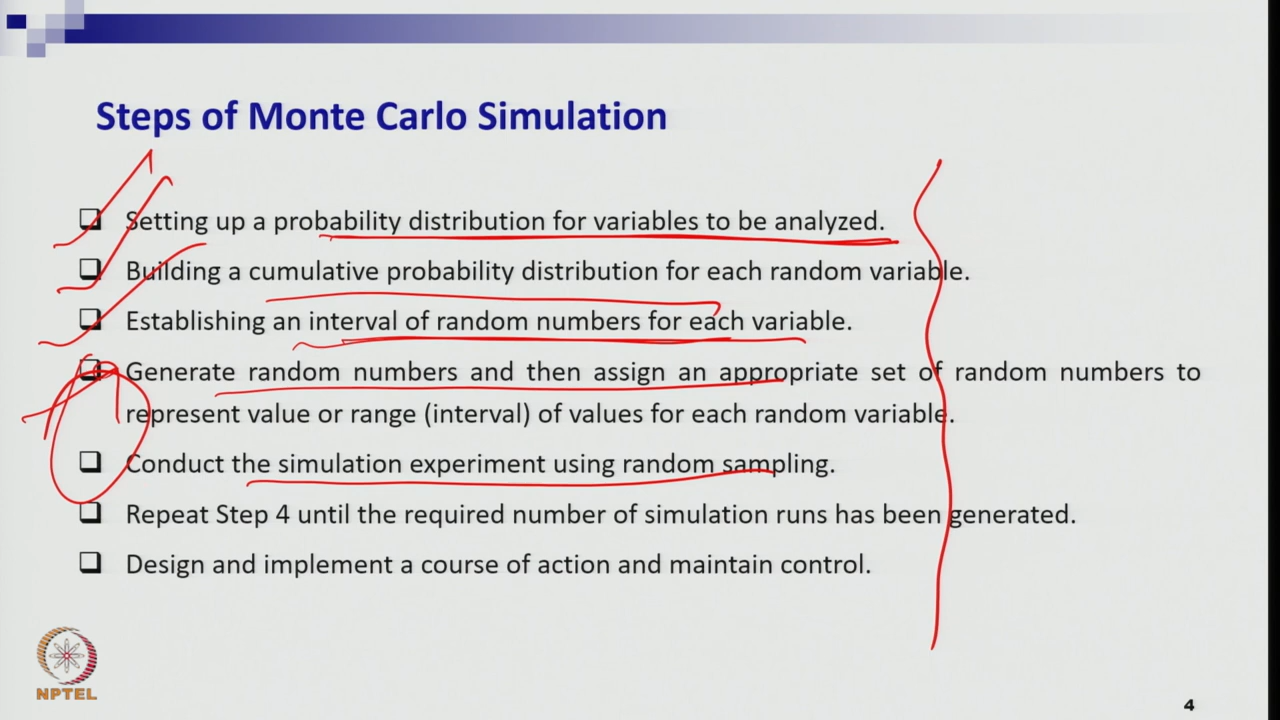 Steps of Monte Carlo Simulation
❑ Setting up a probability distribution for variables to be analyzed.
❑ Building a cumulative probability distribution for each random variable.
❑ Establishing an interval of random numbers for each variable.
❑ Generate random numbers and then assign an appropriate set of random numbers to
represent value or range (interval) of values for each random variable.
❑ Conduct the simulation experiment using random sampling.
❑ Repeat Step 4 until the required number of simulation runs has been generated.
❑ Design and implement a course of action and maintain control.
NPTEL
4